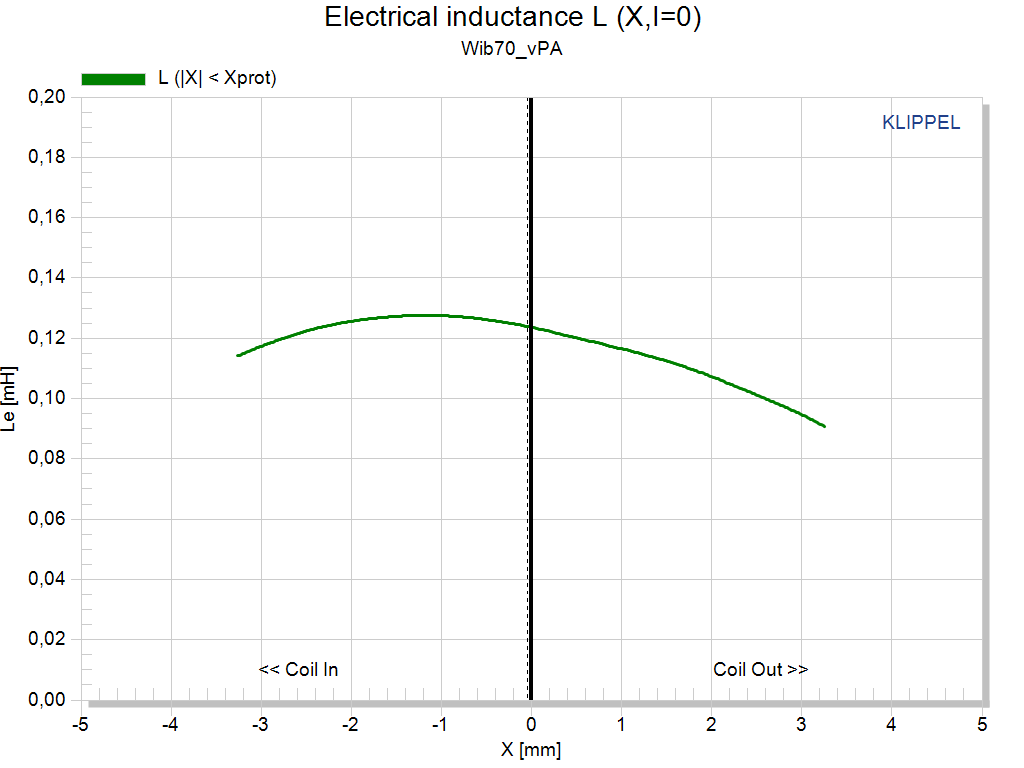 Electrical inductance L (X,I=0)
Wib70_vPA
L (|X| < Xprot)
KLIPPEL
0,20
0,18
0,16
0,14
0,12
0,10
0,08
0,06
0,04
0,02
0,00
Le [mH]
<< Coil In
Coil Out >>
-5 -4 -3 -2 -1 0 1 2 3 4 5
X [mm]